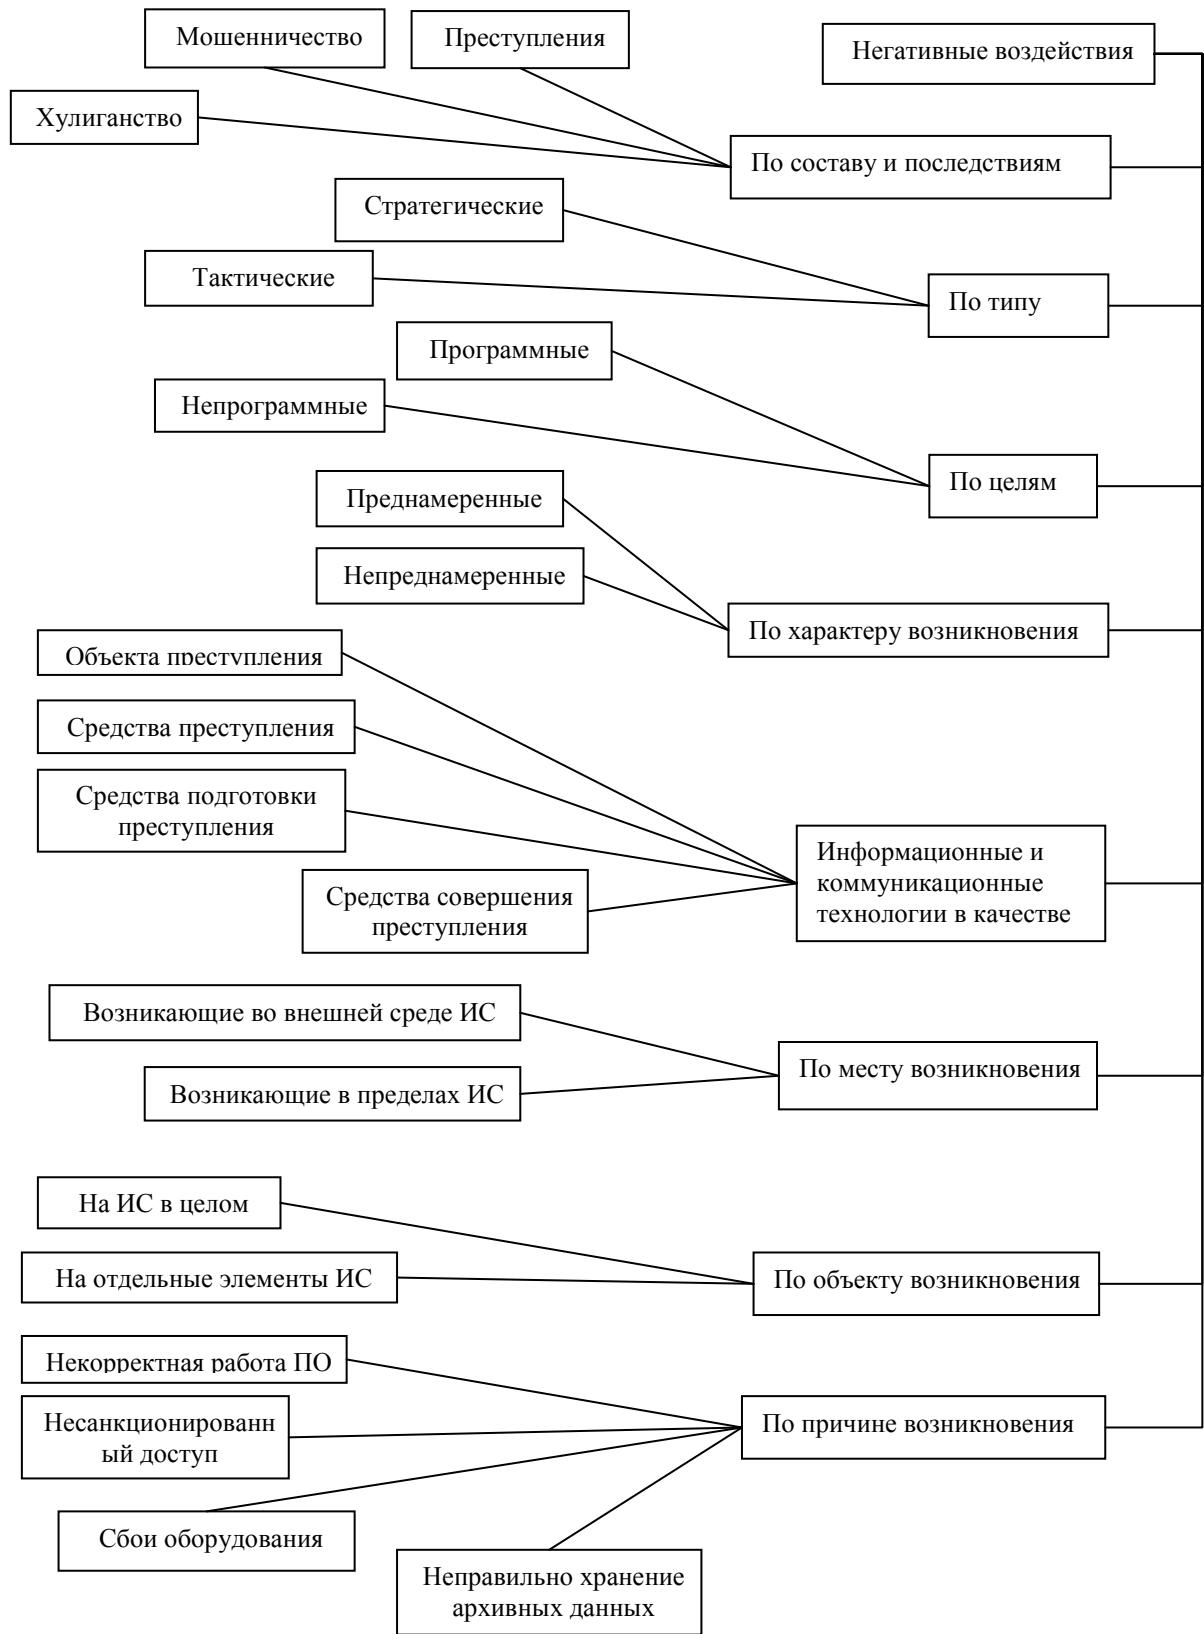 Мошенничество
Преступления
Негативные воздействия
Хулиганство
По составу и последствиям
Стратегические
Тактические
По типу
Программные
Непрограммные
По целям
Преднамеренные
Непреднамеренные
По характеру возникновения
Объекта преступления
Средства преступления
Средства подготовки
преступления
Средства совершения
преступления
Информационные и
коммуникационные
технологии в качестве
Возникающие во внешней среде ИС
Возникающие в пределах ИС
По месту возникновения
На ИС в целом
На отдельные элементы ИС
По объекту возникновения
Некорректная работа ПО
Несанкционированн
ый доступ
По причине возникновения
Сбои оборудования
Неправильно хранение
архивных данных